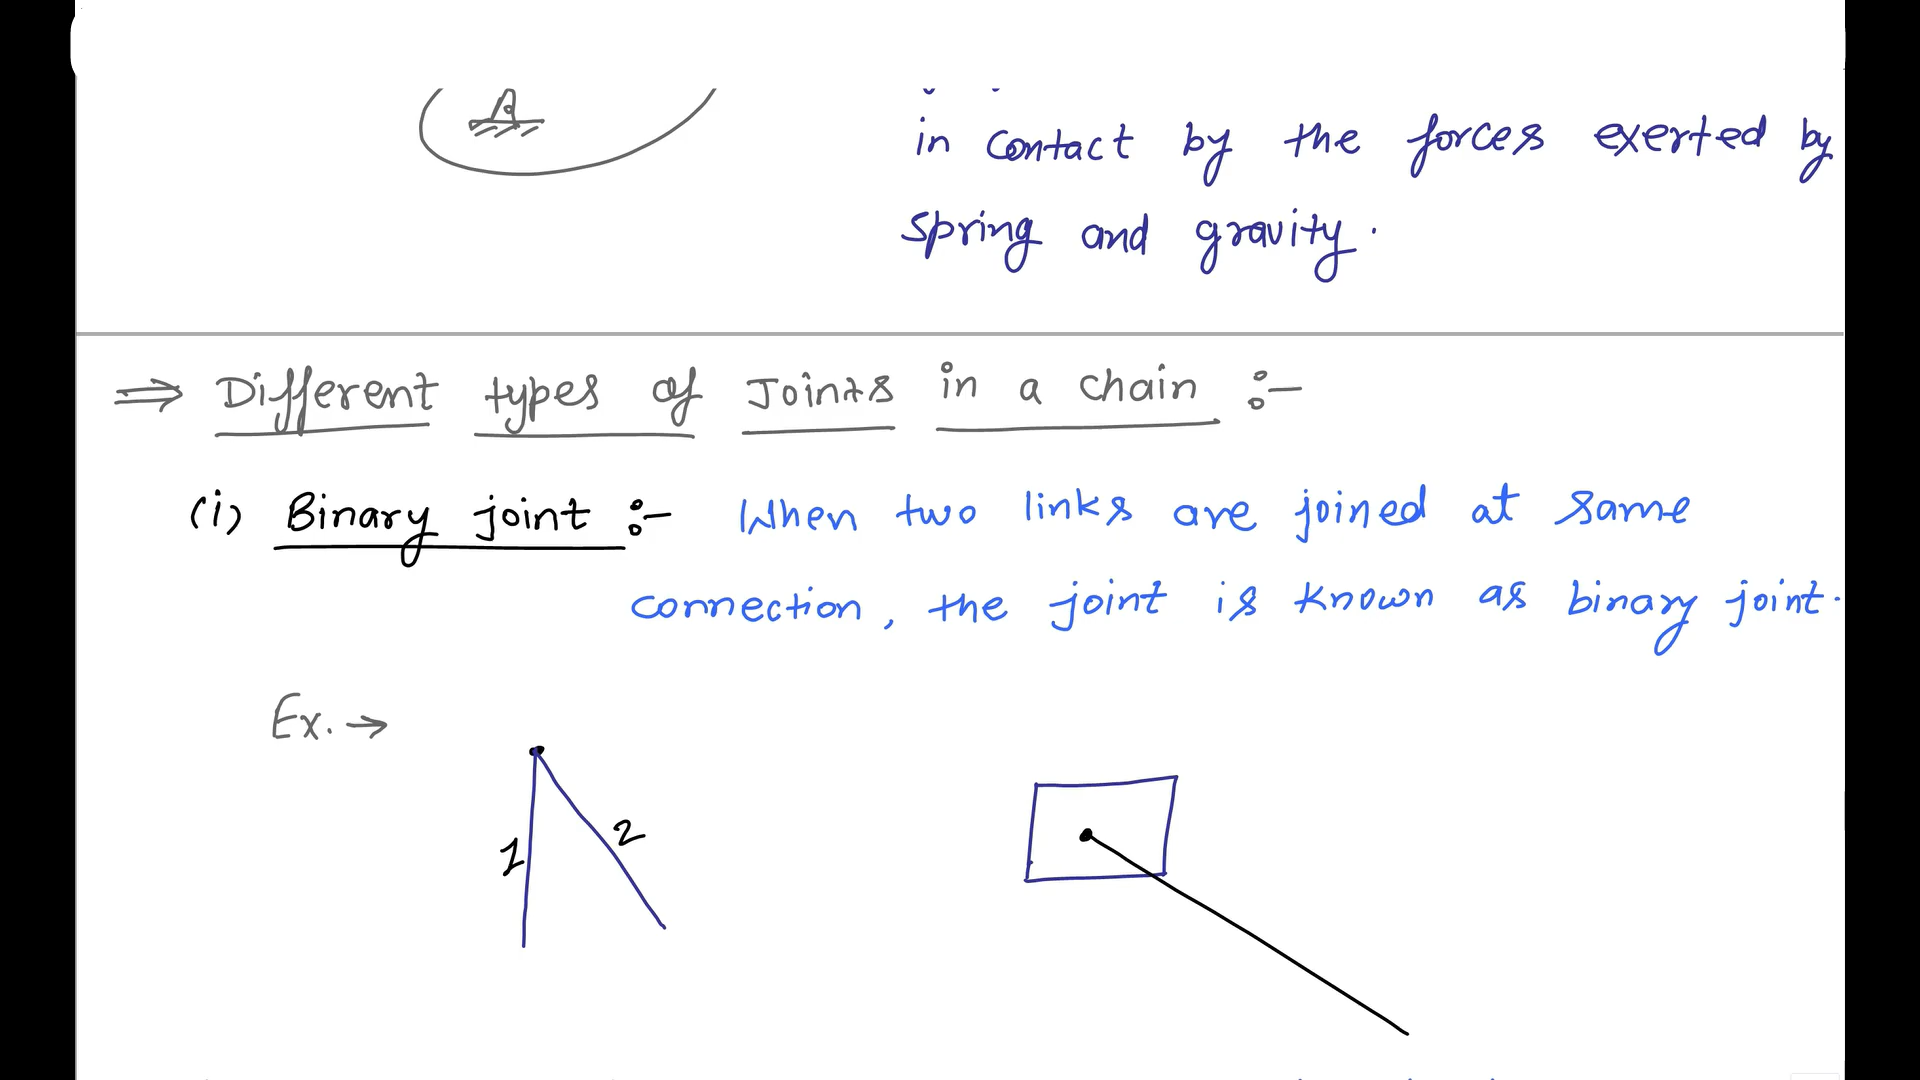 in contact by the forces exerted by
spring and gravity.
⇒ Different types of Joints in a chain :-
(i) Binary joint :- When two links are joined at same
connection, the joint is known as binary joint.
Ex. →
1
2